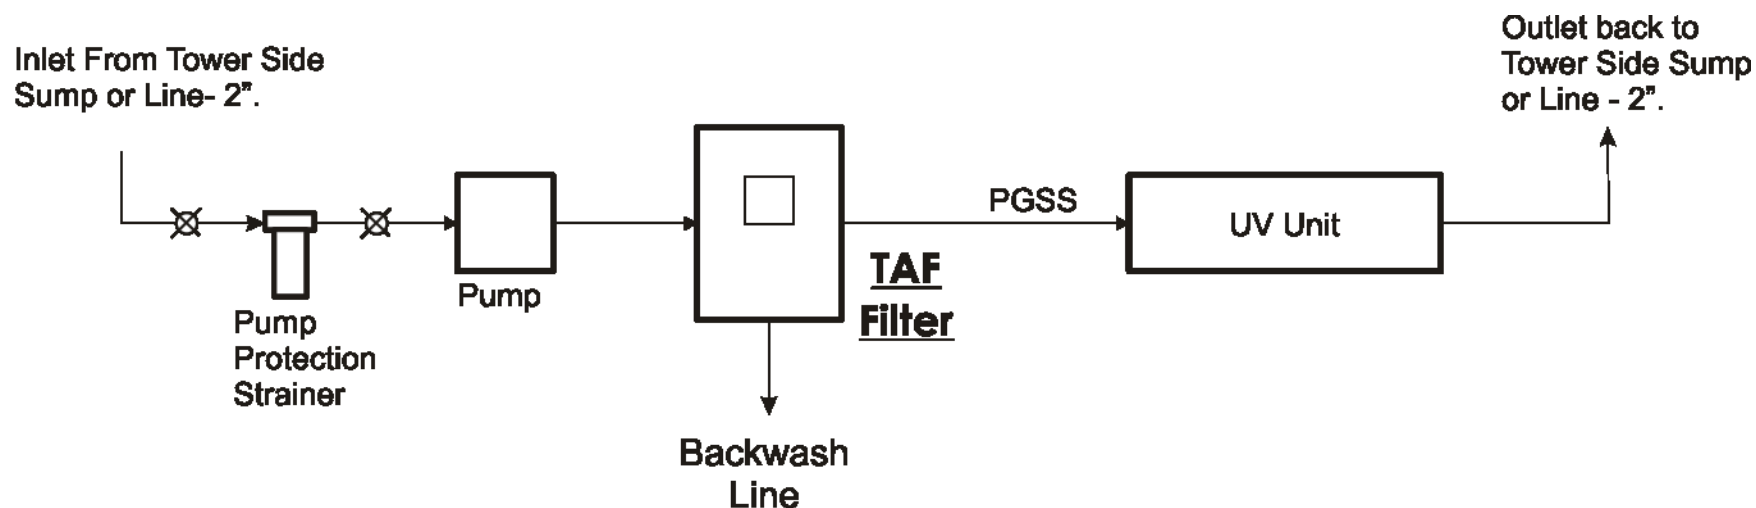 Inlet From Tower Side
Sump or Line- 2”.
Pump
Protection
Strainer
Pump
TAF
Filter
Backwash
Line
PGSS
UV Unit
Outlet back to
Tower Side Sump
or Line - 2”.